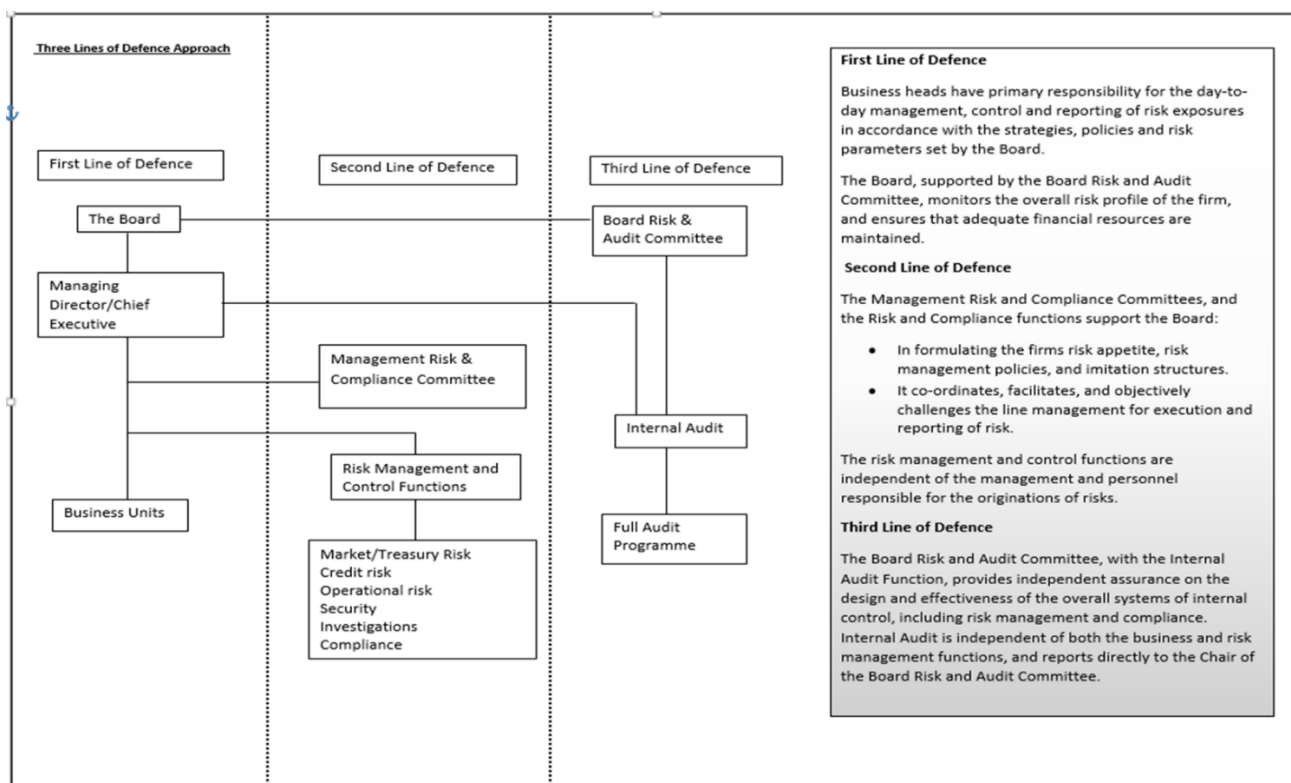 Three Lines of Defence Approach
First Line of Defence
Second Line of Defence
Third Line of Defence
The Board
Board Risk &
Audit Committee
Managing
Director/Chief
Executive
Management Risk &
Compliance Committee
Internal Audit
Risk Management and
Control Functions
Business Units
Full Audit
Programme
Market/Treasury Risk
Credit risk
Operational risk
Security
Investigations
Compliance
First Line of Defence
Business heads have primary responsibility for the day-to-
day management, control and reporting of risk exposures
in accordance with the strategies, policies and risk
parameters set by the Board.
The Board, supported by the Board Risk and Audit
Committee, monitors the overall risk profile of the firm,
and ensures that adequate financial resources are
maintained.
Second Line of Defence
The Management Risk and Compliance Committees, and
the Risk and Compliance functions support the Board:
• In formulating the firms risk appetite, risk
management policies, and imitation structures.
• It co-ordinates, facilitates, and objectively
challenges the line management for execution and
reporting of risk.
The risk management and control functions are
independent of the management and personnel
responsible for the originations of risks.
Third Line of Defence
The Board Risk and Audit Committee, with the Internal
Audit Function, provides independent assurance on the
design and effectiveness of the overall systems of internal
control, including risk management and compliance.
Internal Audit is independent of both the business and risk
management functions, and reports directly to the Chair of
the Board Risk and Audit Committee.